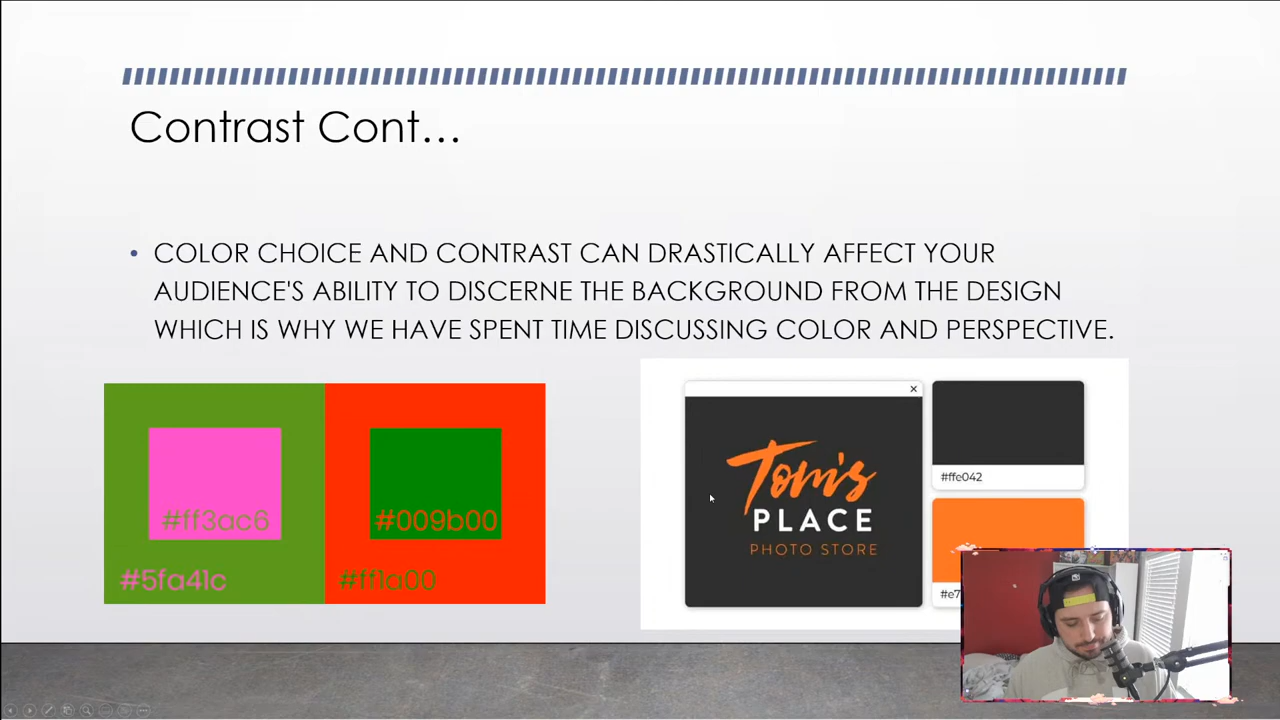 Contrast Cont...
• COLOR CHOICE AND CONTRAST CAN DRASTICALLY AFFECT YOUR
AUDIENCE'S ABILITY TO DISCERNE THE BACKGROUND FROM THE DESIGN
WHICH IS WHY WE HAVE SPENT TIME DISCUSSING COLOR AND PERSPECTIVE.
#ff3ac6
#5fa41c
#009b00
#ff1a00
Tom's
PLACE
PHOTO STORE
#ffe042
#e7